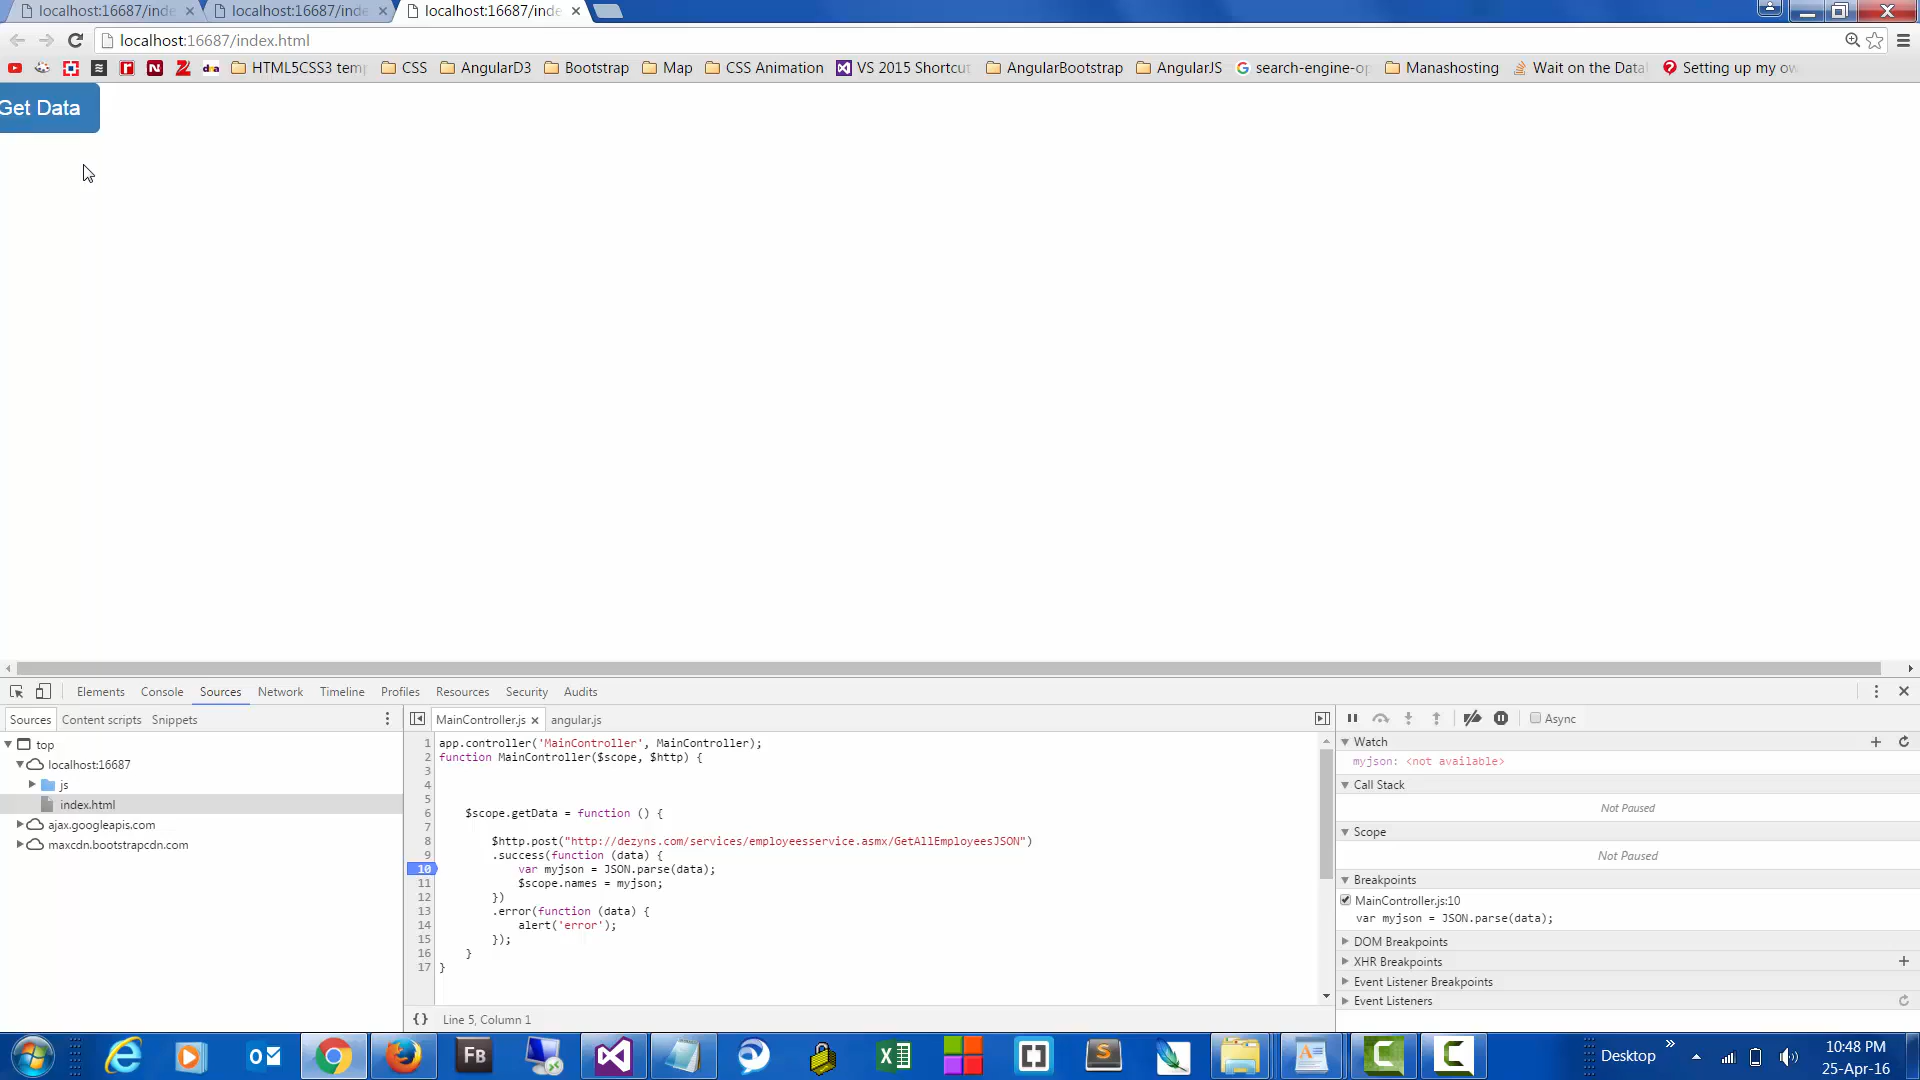 localhost:16687/inde localhost:16687/inde localhost:16687/inde
localhost:16687/index.html
HTML5CSS3 temp CSS AngularD3 Bootstrap Map CSS Animation VS 2015 Shortcut AngularBootstrap AngularJS search-engine-op Manashosting Wait on the Data Setting up my ow
Get Data
Elements Console Sources Network Timeline Profiles Resources Security Audits
Sources Content scripts Snippets
top
localhost:16687
js
index.html
ajax.googleapis.com
maxcdn.bootstrapcdn.com
MainController.js angular.js
1 app.controller('MainController', MainController);
2 function MainController($scope, $http) {
3
4
5
6 $scope.getData = function () {
7
8 $http.post("http://dezyns.com/services/employeesservice.asmx/GetAllEmployeesJSON")
9 .success(function (data) {
10 var myjson = JSON.parse(data);
11 $scope.names = myjson;
12 })
13 .error(function (data) {
14 alert('error');
15 });
16 }
17 }
{} Line 5, Column 1
Async
Watch
myjson: <not available>
Call Stack
Not Paused
Scope
Not Paused
Breakpoints
MainController.js:10
var myjson = JSON.parse(data);
DOM Breakpoints
XHR Breakpoints
Event Listener Breakpoints
Event Listeners
Fb
Desktop
10:48 PM
25-Apr-16